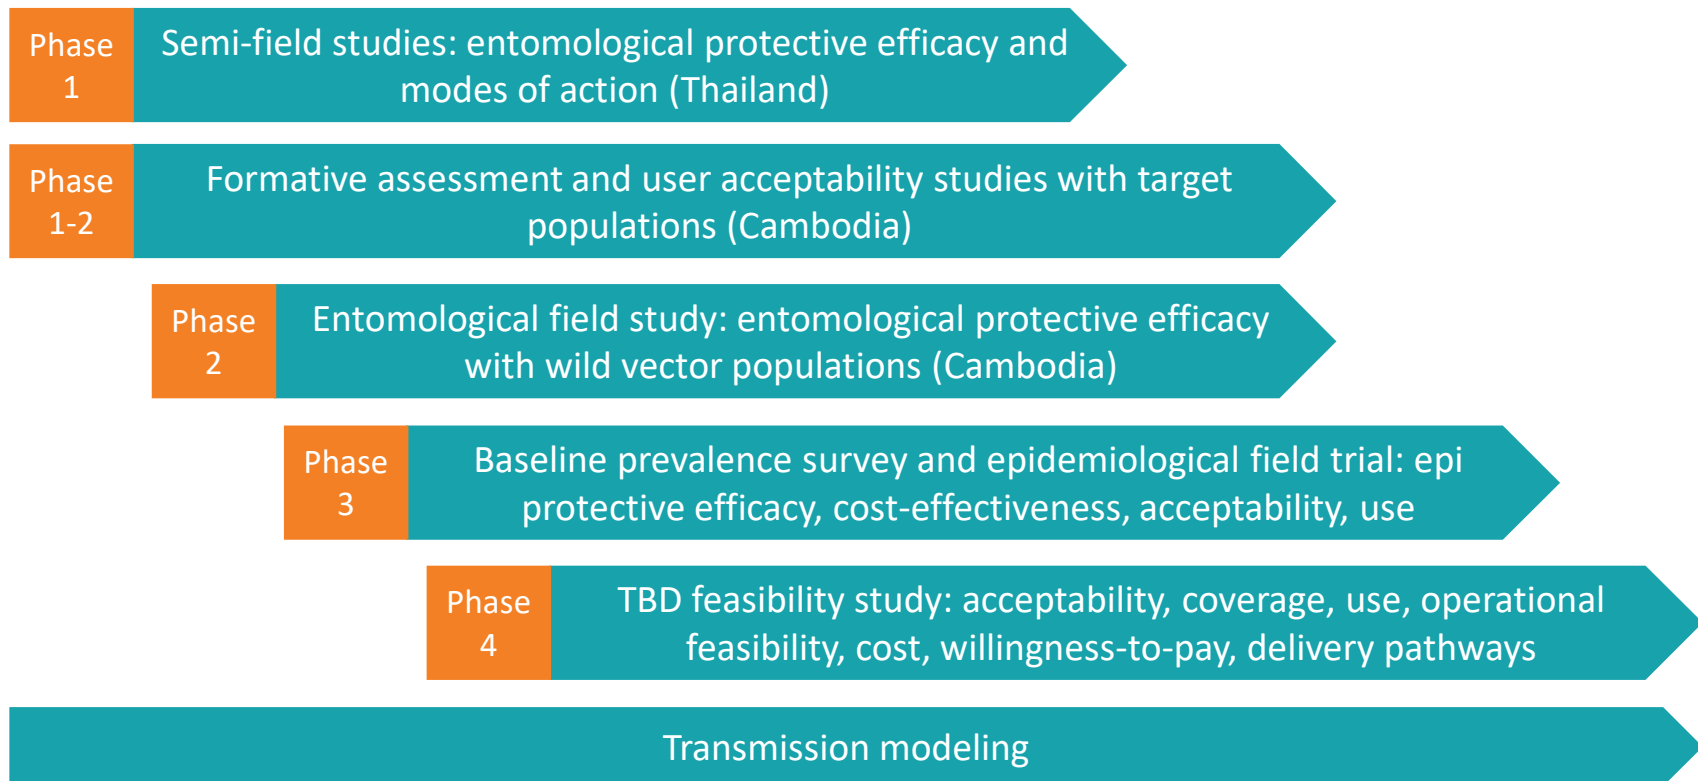 Phase
1
Semi-field studies: entomological protective efficacy and
modes of action (Thailand)
Phase
1-2
Formative assessment and user acceptability studies with target
populations (Cambodia)
Phase
2
Entomological field study: entomological protective efficacy
with wild vector populations (Cambodia)
Phase
3
Baseline prevalence survey and epidemiological field trial: epi
protective efficacy, cost-effectiveness, acceptability, use
Phase
4
TBD feasibility study: acceptability, coverage, use, operational
feasibility, cost, willingness-to-pay, delivery pathways
Transmission modeling